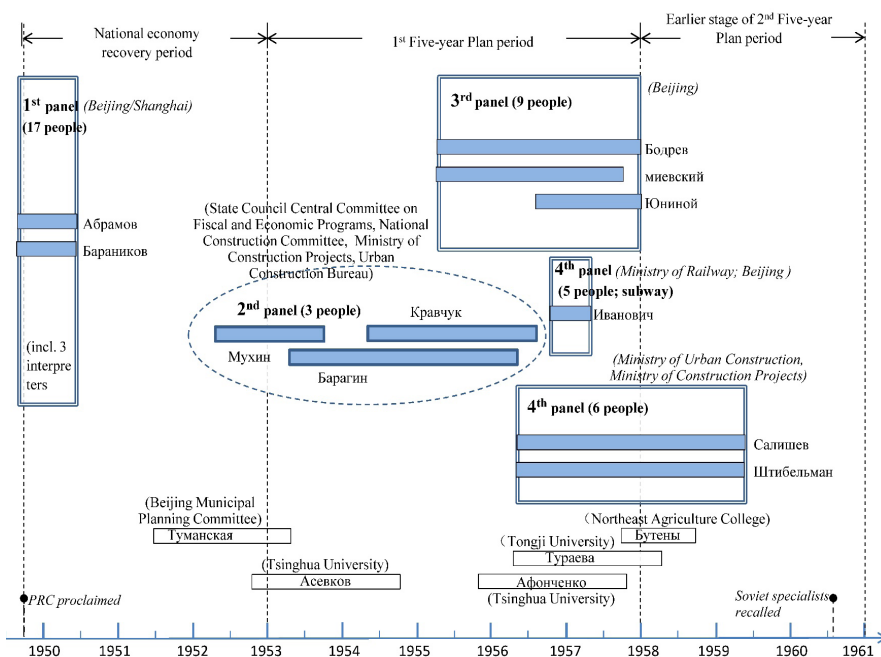 National economy
recovery period
1st Five-year Plan period
Earlier stage of 2nd Five-year
Plan period
1st panel (Beijing/Shanghai)
(17 people)
Абрамов
Бараников
(incl. 3
interpre
ters
3rd panel (9 people)
(Beijing)
Бодрев
миевский
Юниной
(State Council Central Committee on
Fiscal and Economic Programs, National
Construction Committee, Ministry of
Construction Projects, Urban
Construction Bureau)
2nd panel (3 people)
Кравчук
Мухин
Барагин
4th panel (Ministry of Railway; Beijing )
(5 people; subway)
Иванович
(Ministry of Urban Construction,
Ministry of Construction Projects)
4th panel (6 people)
Салишев
Штибельман
(Beijing Municipal
Planning Committee)
Туманская
(Northeast Agriculture College)
Бутены
(Tongji University)
Тураева
(Tsinghua University)
Асевков
Афонченко
(Tsinghua University)
PRC proclaimed
Soviet specialists
recalled
1950 1951 1952 1953 1954 1955 1956 1957 1958 1959 1960 1961